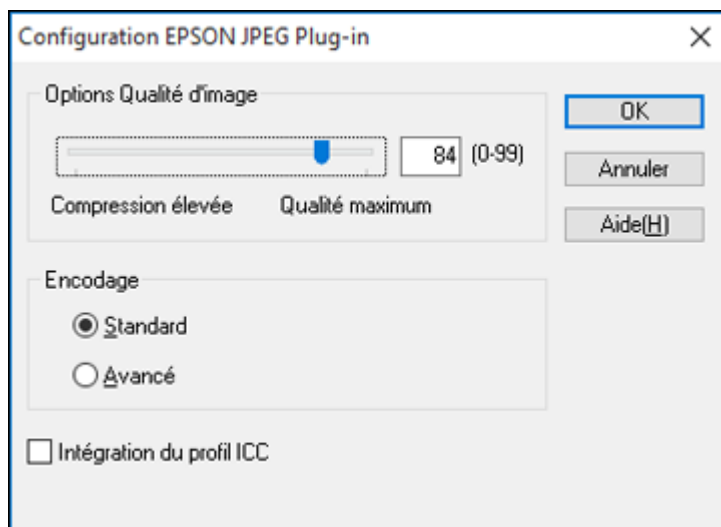 Configuration EPSON JPEG Plug-in
Options Qualité d'image
84 (0-99)
Compression élevée Qualité maximum
OK
Annuler
Aide(H)
Encodage
Standard
Avancé
Intégration du profil ICC